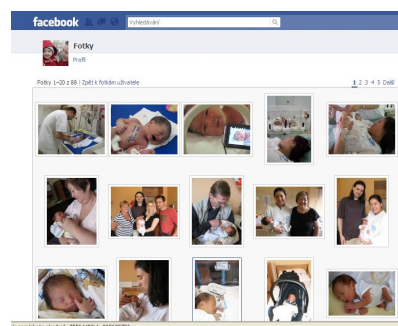 facebook
Vyhledávání
Fotky
Profil
Fotky 1–20 z 88 | Zpět k fotkám uživatele
1 2 3 4 5 Další